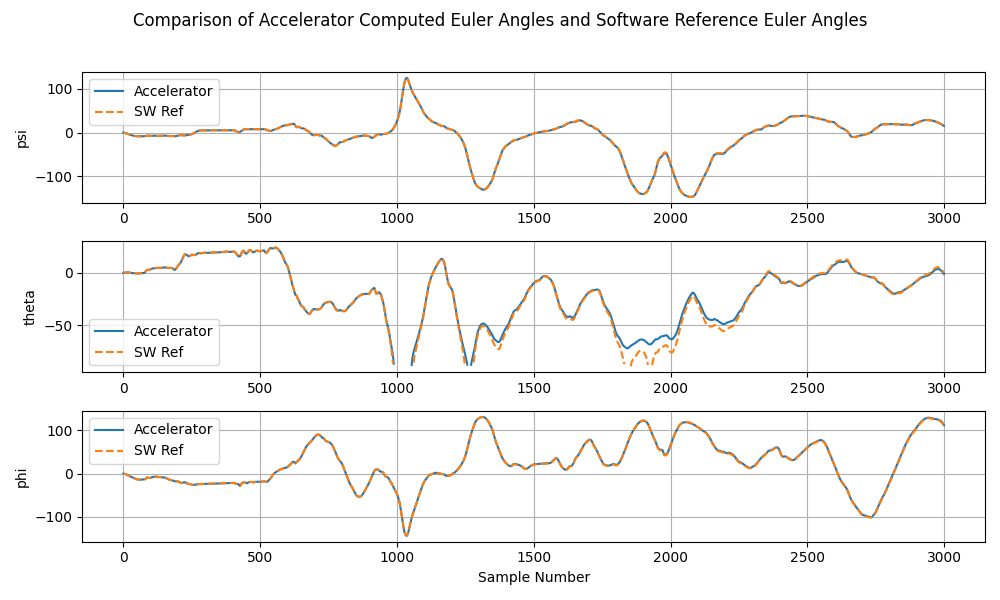 Comparison of Accelerator Computed Euler Angles and Software Reference Euler Angles
psi
100
0
−100
Accelerator
SW Ref
0 500 1000 1500 2000 2500 3000
theta
0
−50
Accelerator
SW Ref
0 500 1000 1500 2000 2500 3000
phi
100
0
−100
Accelerator
SW Ref
0 500 1000 1500 2000 2500 3000
Sample Number